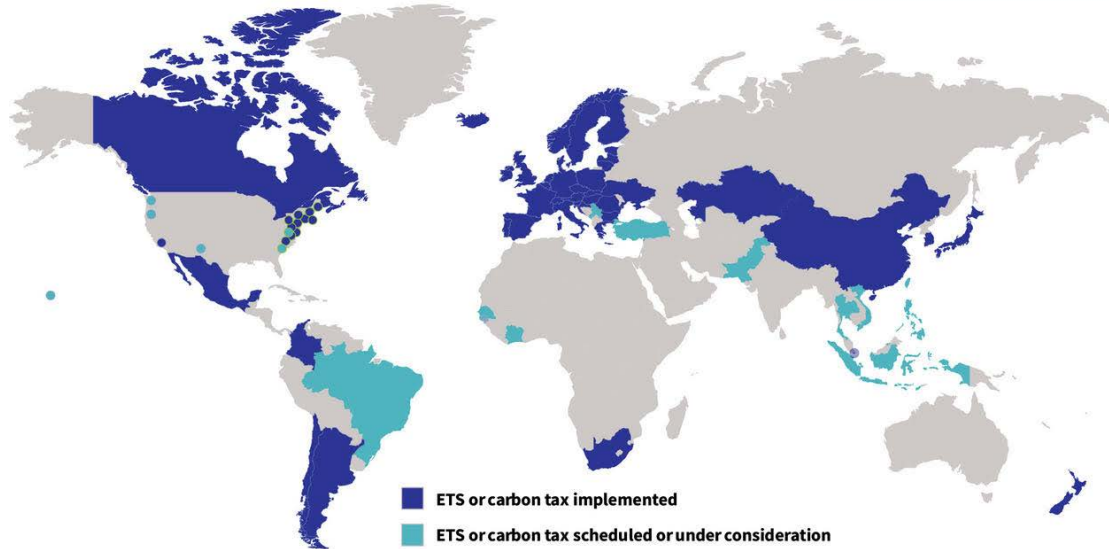 ETS or carbon tax implemented
ETS or carbon tax scheduled or under consideration